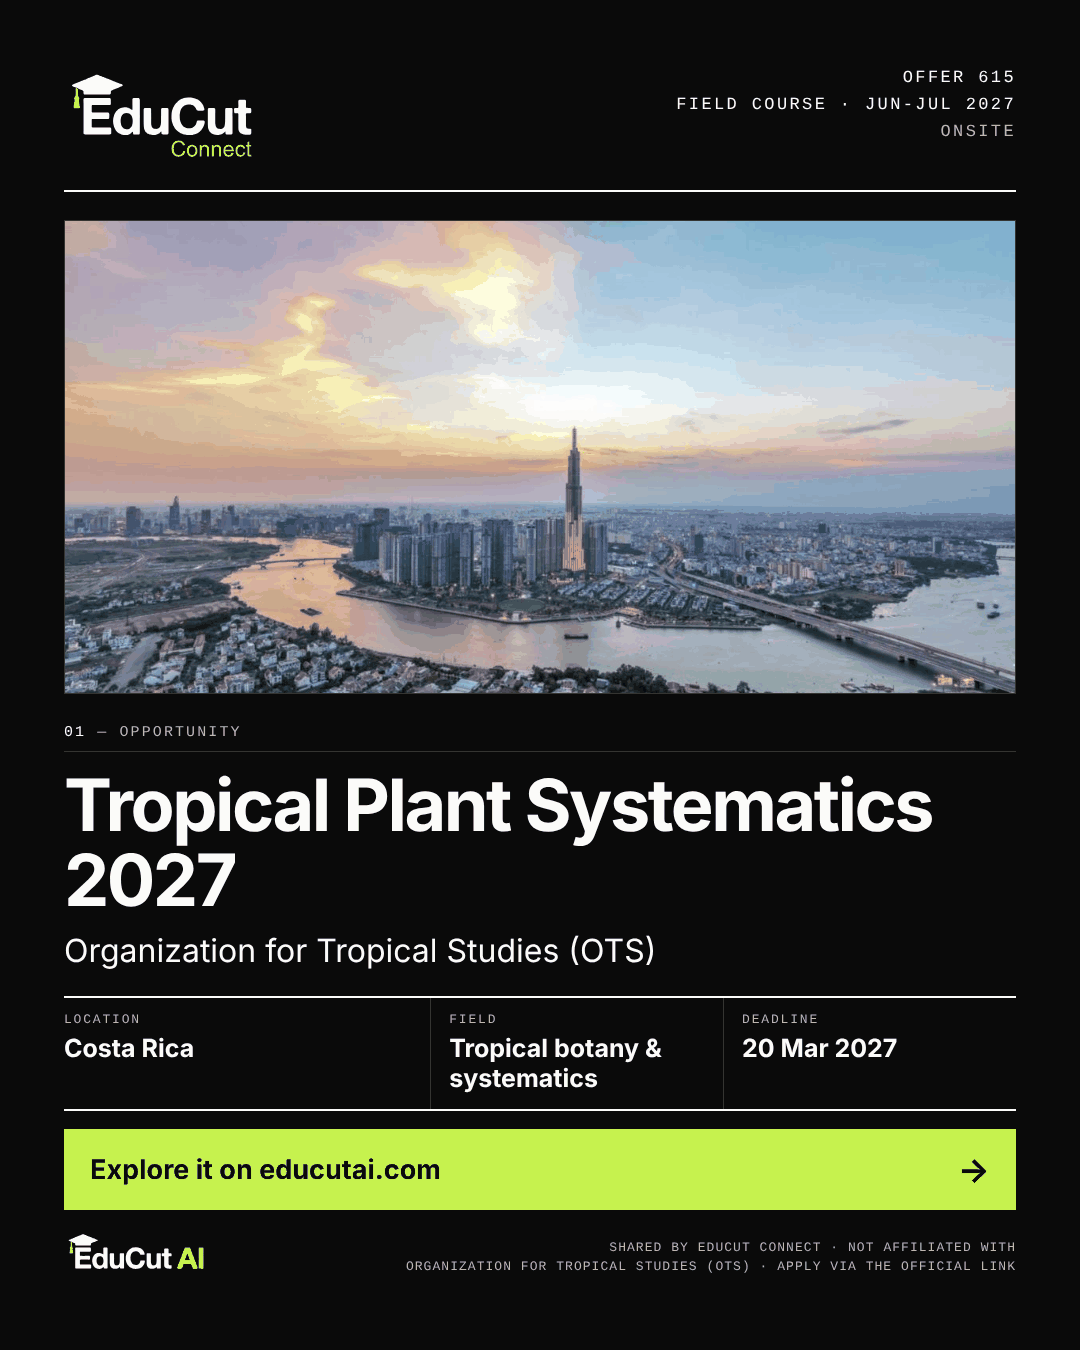 EduCut
Connect
OFFER 615
FIELD COURSE · JUN-JUL 2027
ONSITE
01 — OPPORTUNITY
Tropical Plant Systematics
2027
Organization for Tropical Studies (OTS)
LOCATION
Costa Rica
FIELD
Tropical botany &
systematics
DEADLINE
20 Mar 2027
Explore it on educutai.com →
EduCut AI
SHARED BY EDUCUT CONNECT · NOT AFFILIATED WITH
ORGANIZATION FOR TROPICAL STUDIES (OTS) · APPLY VIA THE OFFICIAL LINK